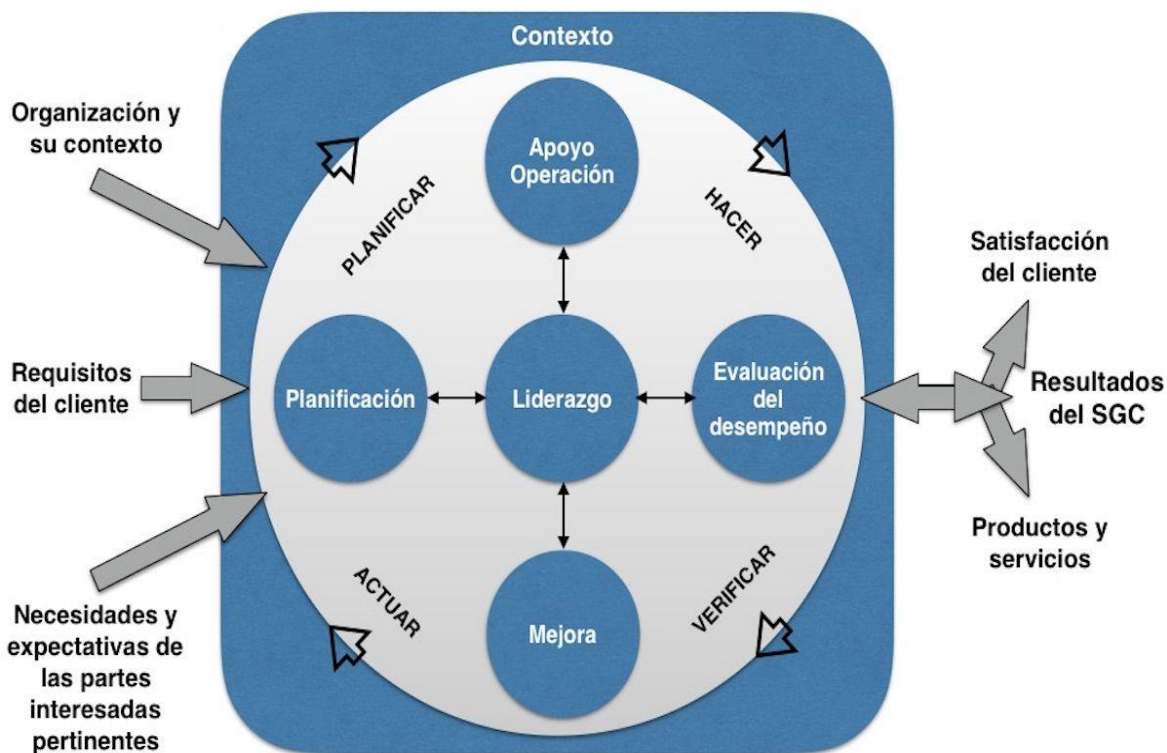 Contexto
Organización y
su contexto
Apoyo
Operación
PLANIFICAR
HACER
Satisfacción
del cliente
Requisitos
del cliente
Planificación
Liderazgo
Evaluación
del
desempeño
Resultados
del SGC
Productos y
servicios
ACTUAR
VERIFICAR
Mejora
Necesidades y
expectativas de
las partes
interesadas
pertinentes